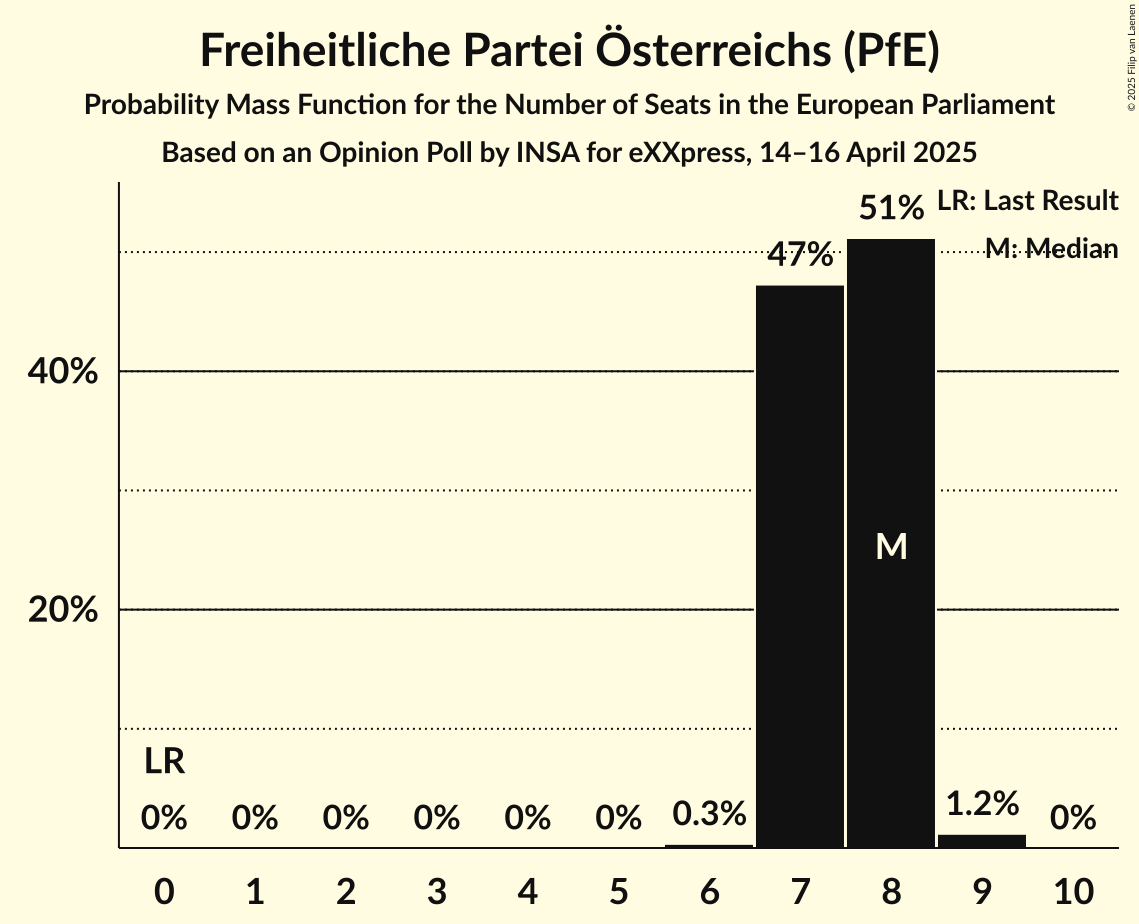 Freiheitliche Partei Österreichs (PfE)
Probability Mass Function for the Number of Seats in the European Parliament
Based on an Opinion Poll by INSA for eXXpress, 14–16 April 2025
© 2025 Filip van Laenen
LR: Last Result
M: Median
51%
47%
40%
20%
M
LR
0% 0% 0% 0% 0% 0% 0.3% 1.2% 0%
0 1 2 3 4 5 6 7 8 9 10